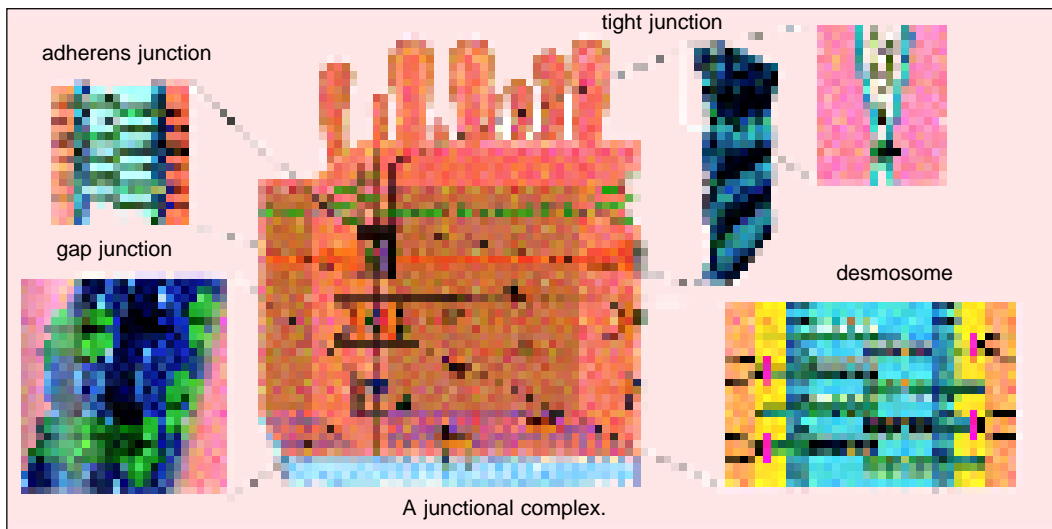 tight junction
adherens junction
gap junction
desmosome
A junctional complex.